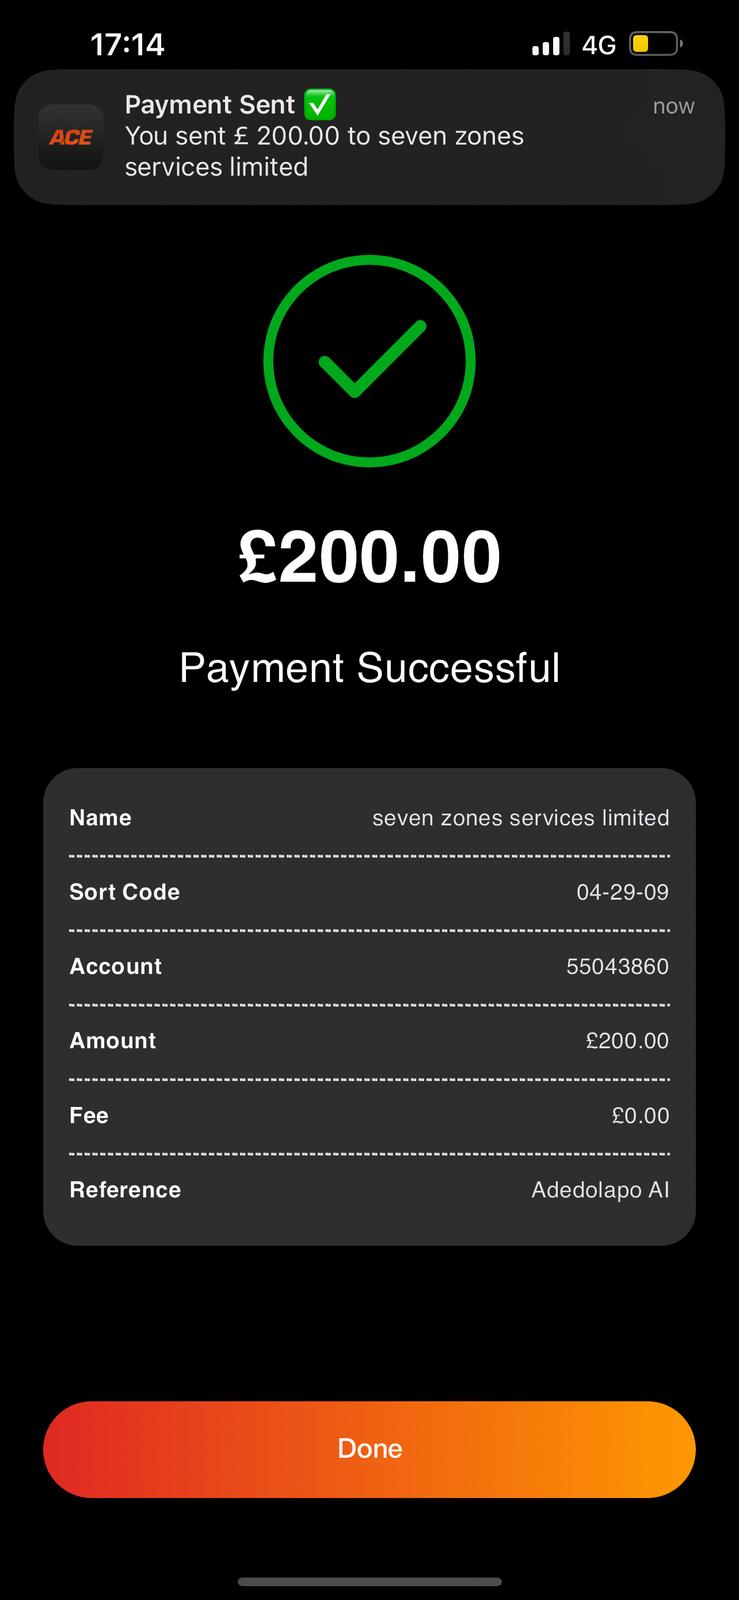 17:14
4G
Payment Sent ✅
now
ACE
You sent £ 200.00 to seven zones
services limited
£200.00
Payment Successful
Name seven zones services limited
Sort Code 04-29-09
Account 55043860
Amount £200.00
Fee £0.00
Reference Adedolapo AI
Done